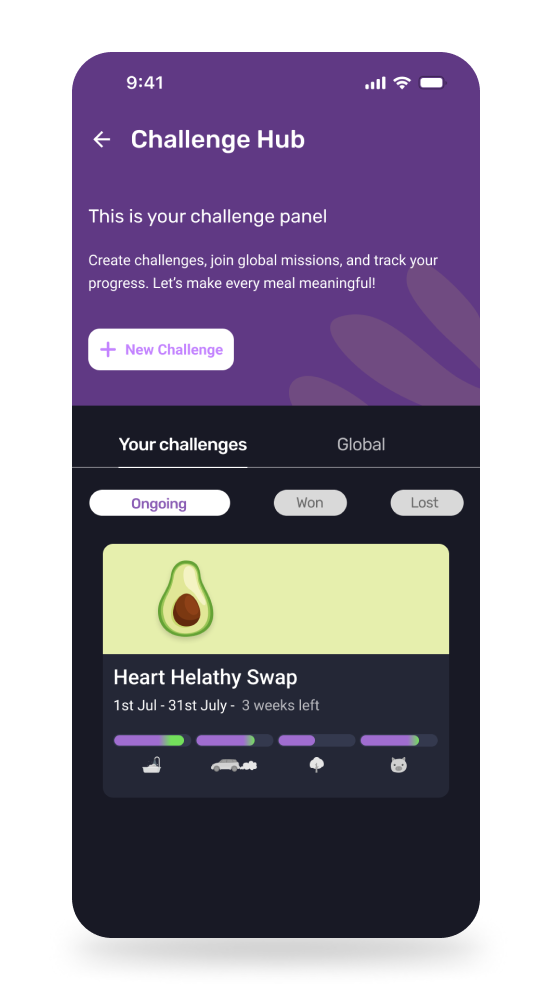 9:41
Challenge Hub
This is your challenge panel
Create challenges, join global missions, and track your
progress. Let's make every meal meaningful!
New Challenge
Your challenges Global
Ongoing Won Lost
Heart Helathy Swap
1st Jul - 31st July - 3 weeks left